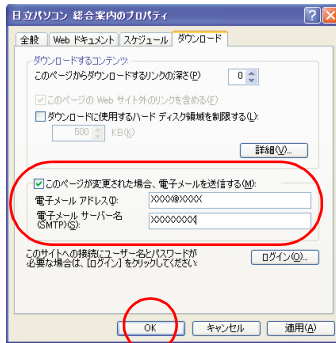 日立パソコン 総合案内のプロパティ
全般 Web ドキュメント スケジュール ダウンロード
ダウンロードするコンテンツ
このページからダウンロードするリンクの深さ(P) 0
このページの Web サイト外のリンクを含める(F)
ダウンロードに使用するハード ディスク領域を制限する(L):
500 KB(K)
詳細(V)...
このページが変更された場合、電子メールを送信する(M):
電子メール アドレス(I): XXXX@XXXX
電子メール サーバー名 XXXXXXXX
(SMTP)(S):
このサイトへの接続にユーザー名とパスワードが
必要な場合は、[ログイン] をクリックしてください ログイン(O)...
OK キャンセル 適用(A)